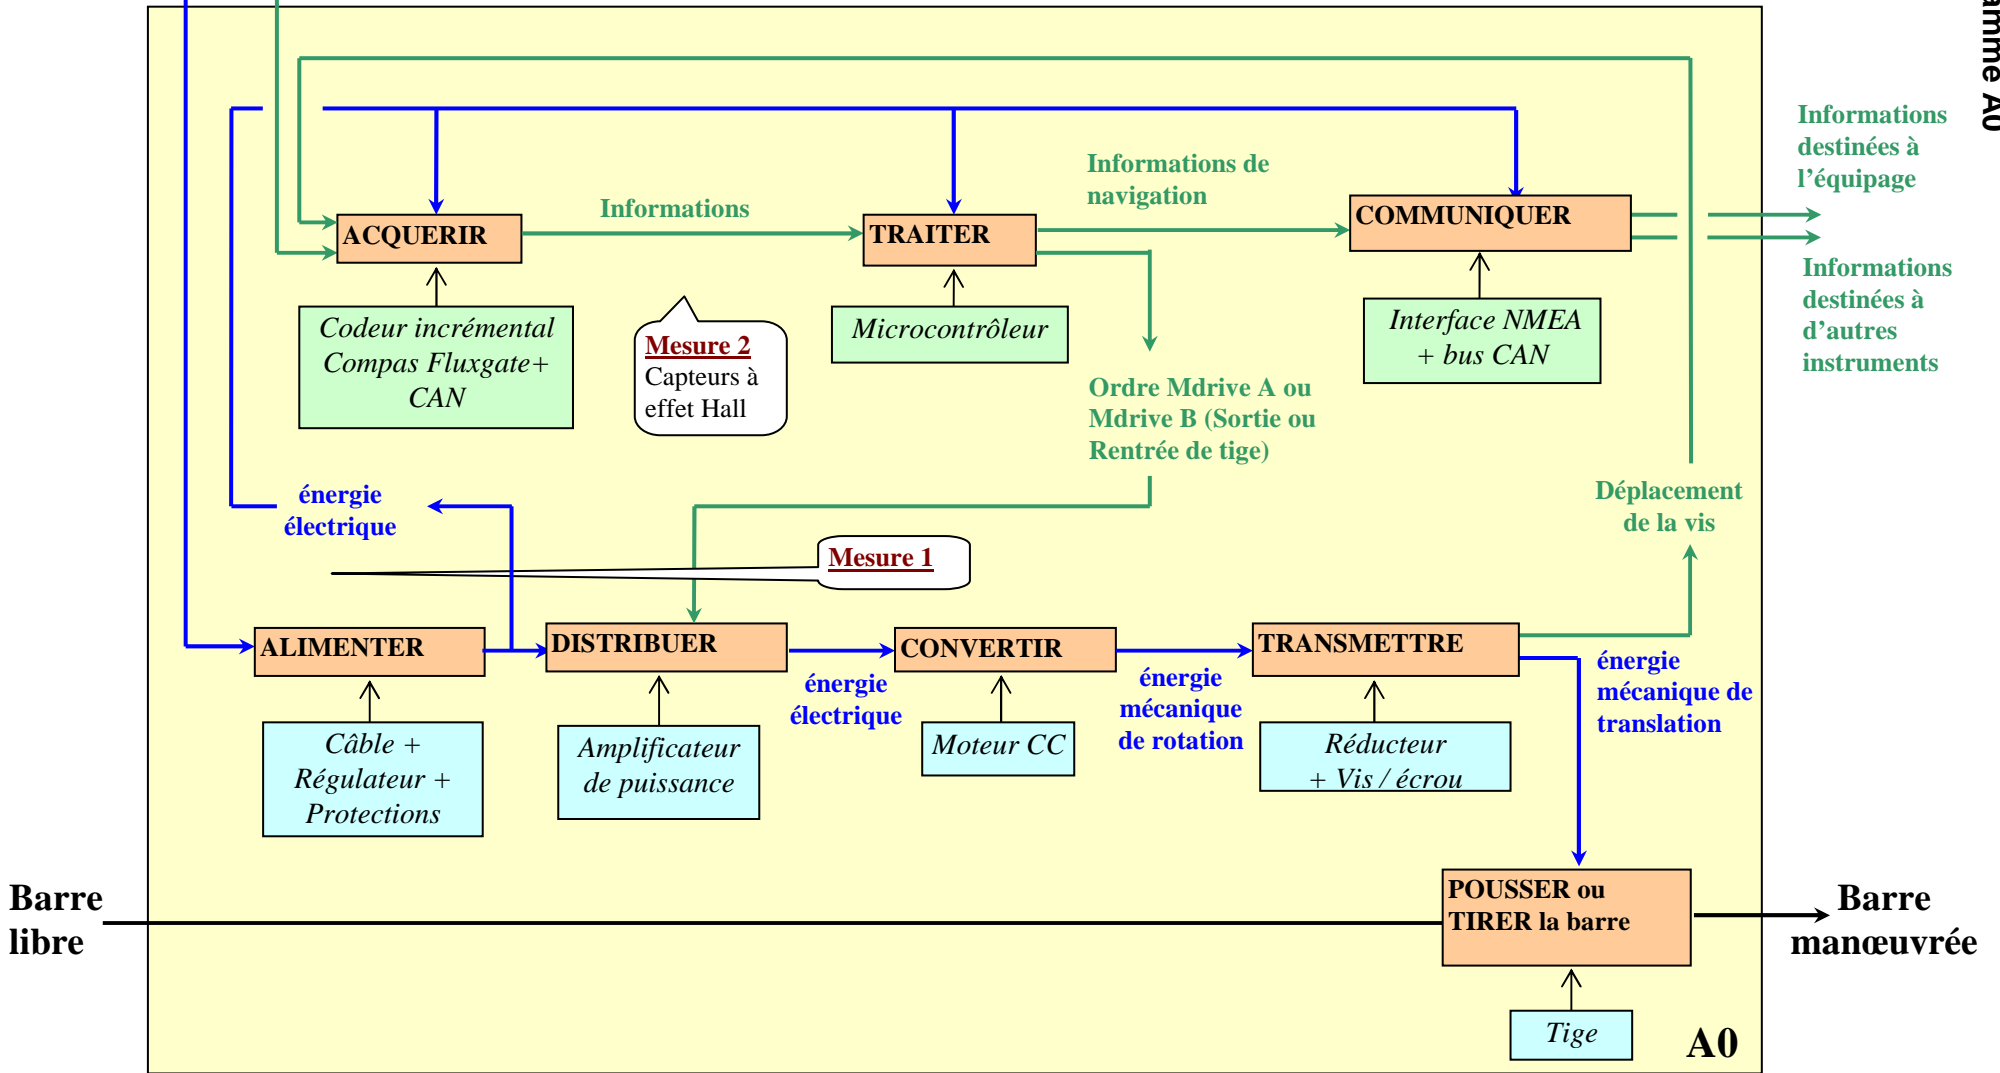 amme A0
Informations
destinées à
l’équipage
Informations de
navigation
Informations
ACQUERIR
TRAITER
COMMUNIQUER
Informations
destinées à
d’autres
instruments
Codeur incrémental
Compas Fluxgate+
CAN
Mesure 2
Capteurs à
effet Hall
Microcontrôleur
Interface NMEA
+ bus CAN
Ordre Mdrive A ou
Mdrive B (Sortie ou
Rentrée de tige)
énergie
électrique
Déplacement
de la vis
Mesure 1
ALIMENTER
DISTRIBUER
CONVERTIR
TRANSMETTRE
énergie
électrique
énergie
mécanique
de rotation
énergie
mécanique de
translation
Câble +
Régulateur +
Protections
Amplificateur
de puissance
Moteur CC
Réducteur
+ Vis / écrou
Barre
libre
POUSSER ou
TIRER la barre
Barre
manœuvrée
Tige
A0